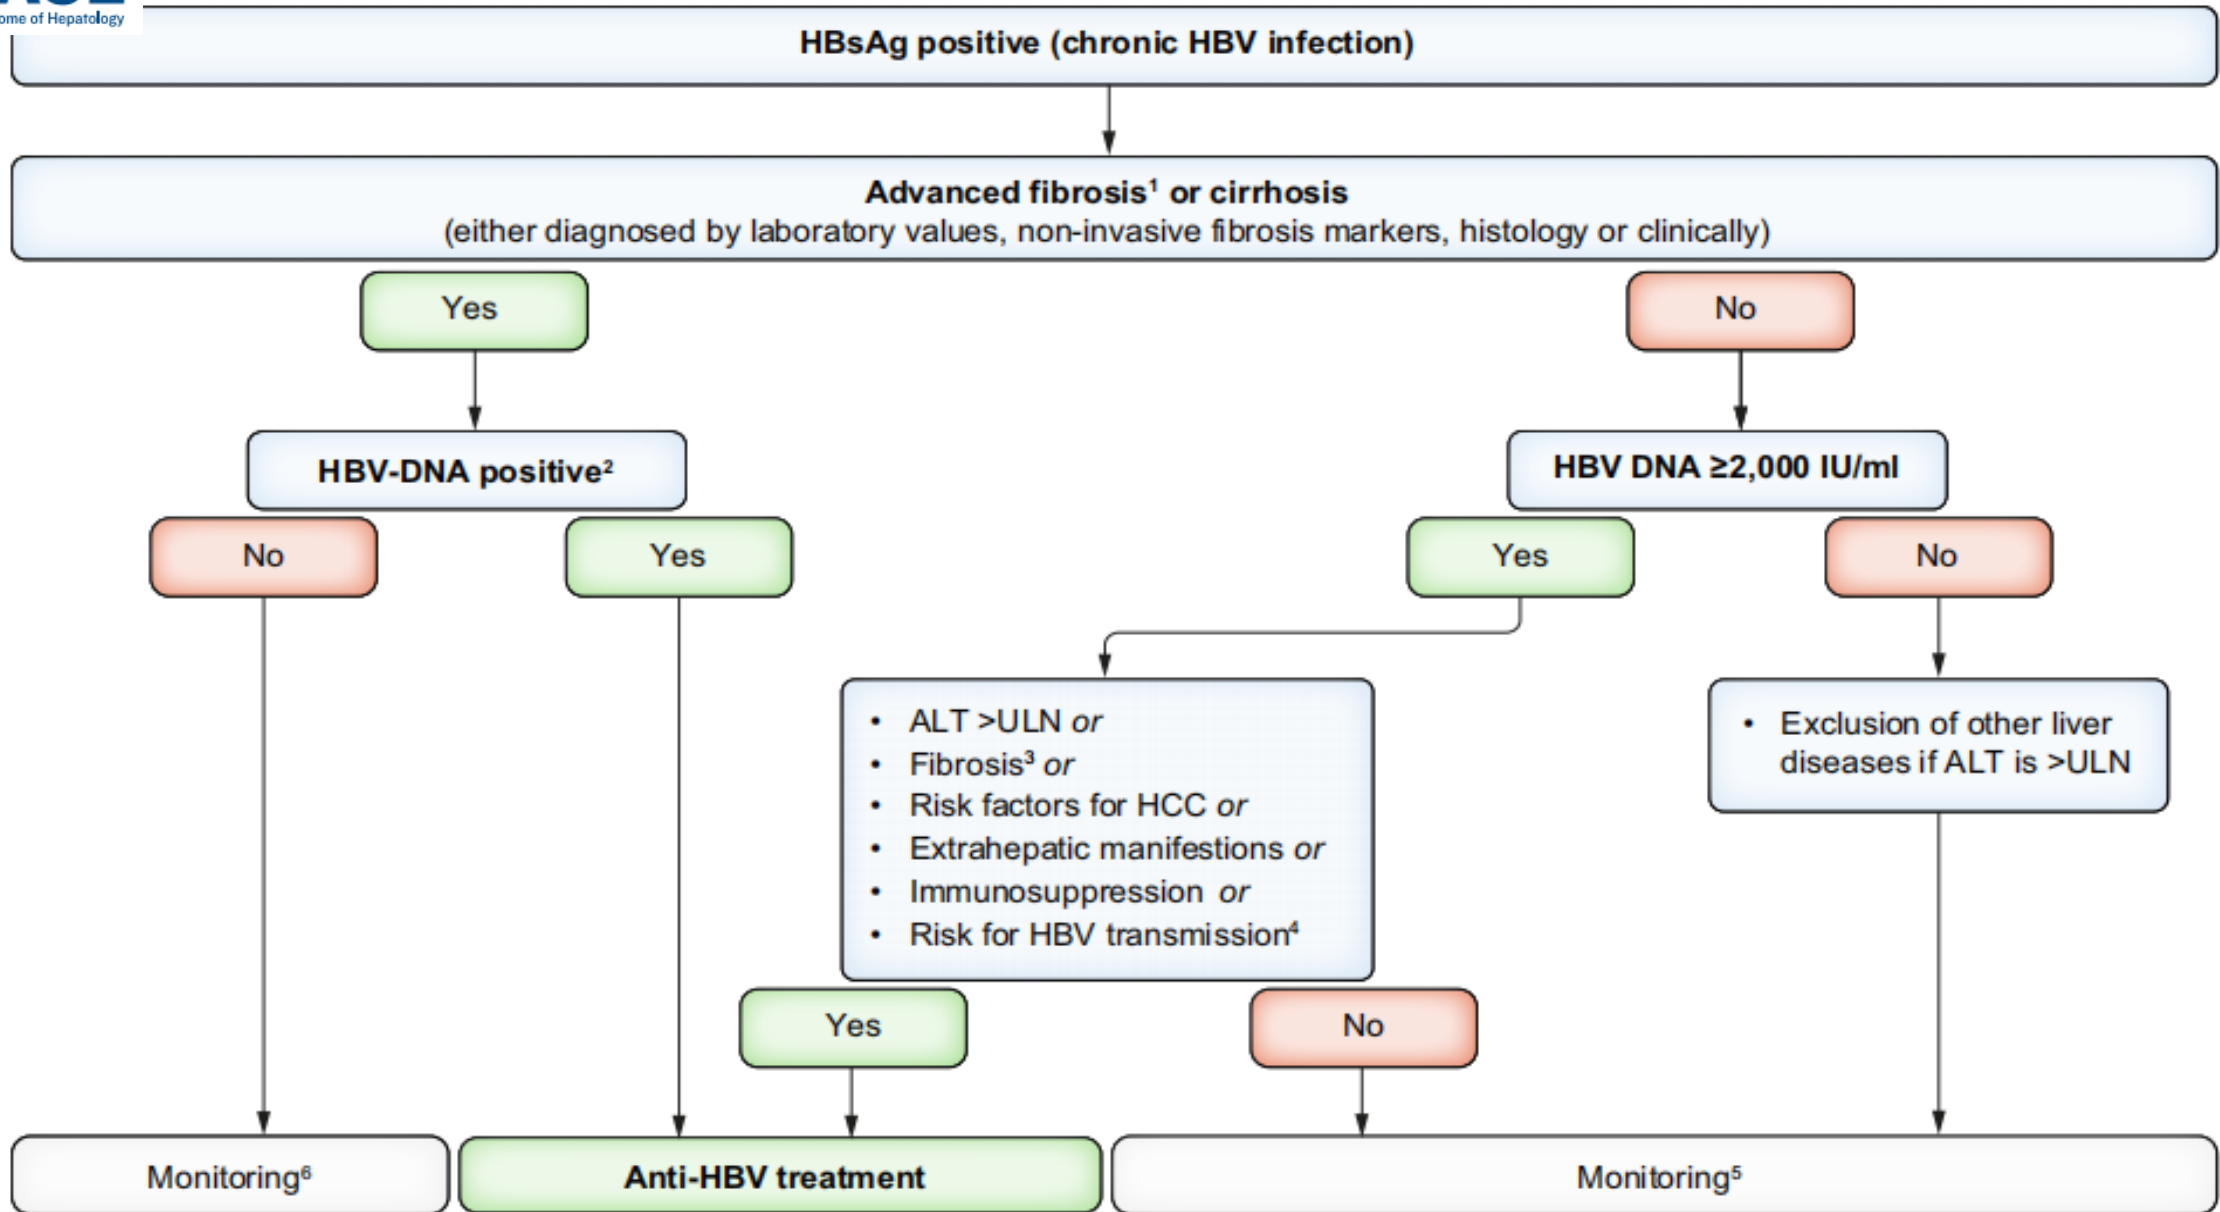 ome of Hepatology
HBsAg positive (chronic HBV infection)
Advanced fibrosis¹ or cirrhosis
(either diagnosed by laboratory values, non-invasive fibrosis markers, histology or clinically)
Yes
No
HBV-DNA positive²
HBV DNA ≥2,000 IU/ml
No
Yes
Yes
No
• ALT >ULN or
• Fibrosis³ or
• Risk factors for HCC or
• Extrahepatic manifestions or
• Immunosuppression or
• Risk for HBV transmission⁴
• Exclusion of other liver
diseases if ALT is >ULN
Yes
No
Monitoring⁶
Anti-HBV treatment
Monitoring⁵